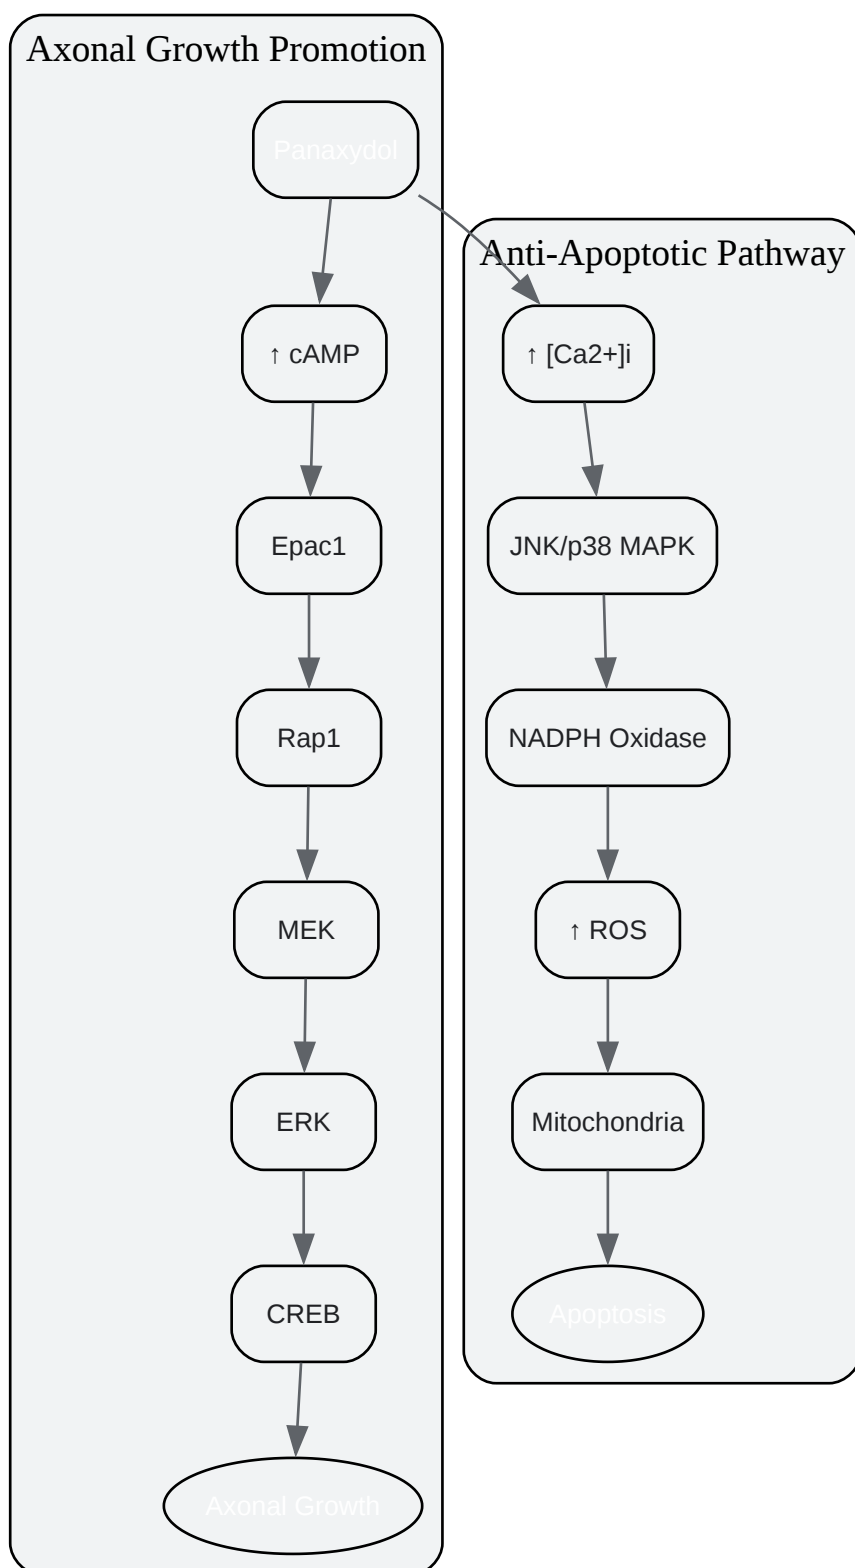 Axonal Growth Promotion
Panaxydol
↑ cAMP
Epac1
Rap1
MEK
ERK
CREB
Axonal Growth
Anti-Apoptotic Pathway
↑ [Ca2+]i
JNK/p38 MAPK
NADPH Oxidase
↑ ROS
Mitochondria
Apoptosis